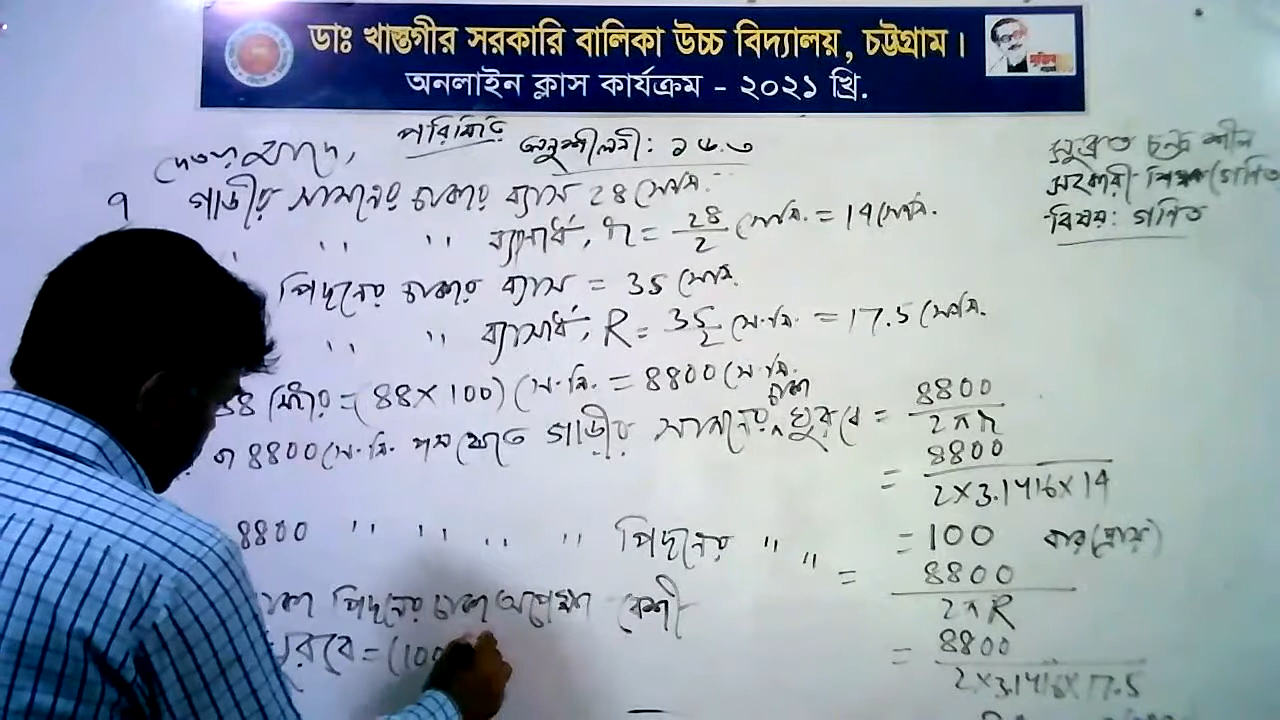 ডাঃ খাস্তগীর সরকারি বালিকা উচ্চ বিদ্যালয়, চট্টগ্রাম।
অনলাইন ক্লাস কার্যক্রম - ২০২১ খ্রি.
পরিমিতি
অনুশীলনী: ১৬.৩
সুব্রত চন্দ্র শীল
সহকারী শিক্ষক (গণিত
বিষয়: গণিত
দেওয়া আছে,
৭ গাড়ীর সামনের চাকার ব্যাস 28 সে.মি.
" " " ব্যাসার্ধ, r = 28/2 সে.মি. = 14 সে.মি.
পিছনের চাকার ব্যাস = 35 সে.মি.
" " ব্যাসার্ধ, R = 35/2 সে.মি. = 17.5 সে.মি.
88 মিটার = (88×100) সে.মি. = 8800 সে.মি.
8800 সে.মি. পথ যেতে গাড়ীর সামনের চাকা ঘুরবে = 8800/2πr
= 8800/2×3.1416×14
= 100 বার (প্রায়)
8800 " " " " পিছনের " " = 8800/2πR
= 8800/2×3.1416×17.5
চাকা পিছনের চাকা অপেক্ষা বেশী
ঘুরবে = (100